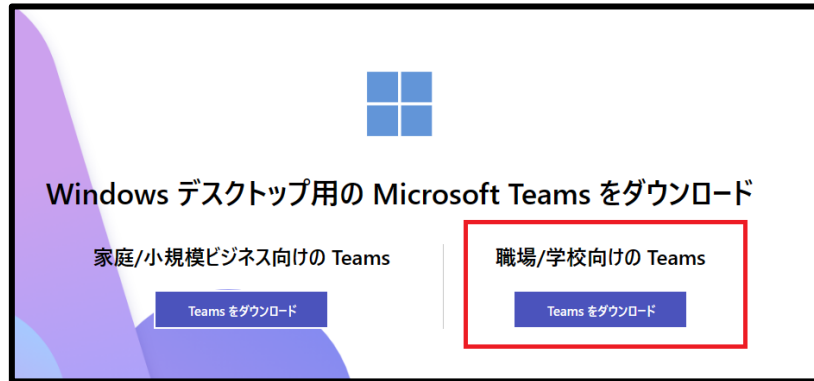 Windows デスクトップ用の Microsoft Teams をダウンロード
家庭/小規模ビジネス向けの Teams
Teams をダウンロード
職場/学校向けの Teams
Teams をダウンロード